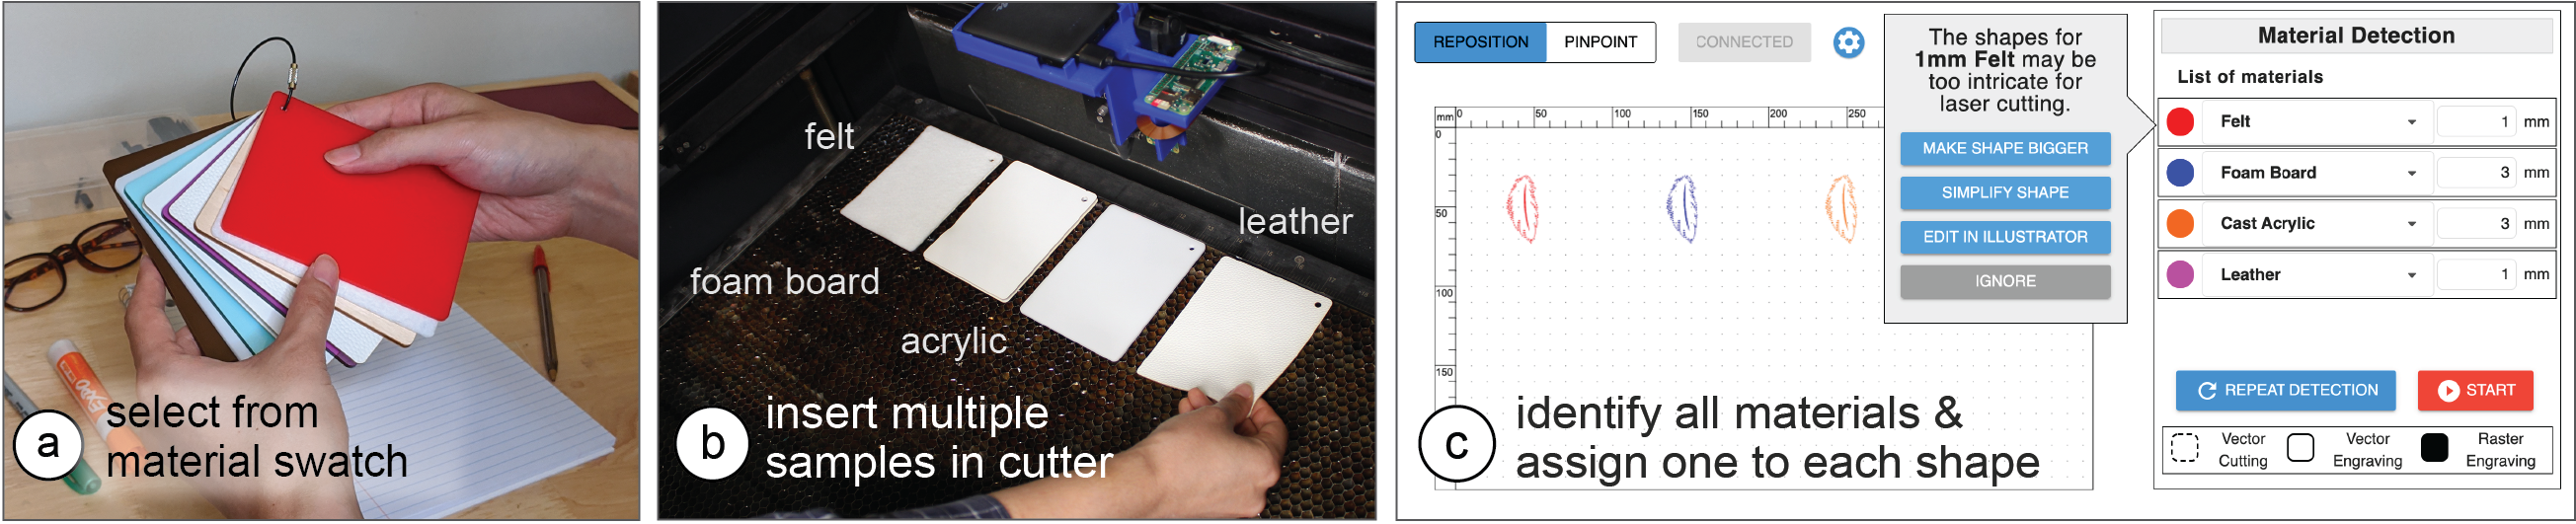 EXPO
a
select from
material swatch
felt
leather
foam board
acrylic
b
insert multiple
samples in cutter
REPOSITION
PINPOINT
CONNECTED
The shapes for
1mm Felt may be
too intricate for
laser cutting.
MAKE SHAPE BIGGER
SIMPLIFY SHAPE
EDIT IN ILLUSTRATOR
IGNORE
mm 0 50 100 150 200 250
0
50
100
150
Material Detection
List of materials
Felt 1 mm
Foam Board 3 mm
Cast Acrylic 3 mm
Leather 1 mm
REPEAT DETECTION
START
Vector
Cutting
Vector
Engraving
Raster
Engraving
c
identify all materials &
assign one to each shape